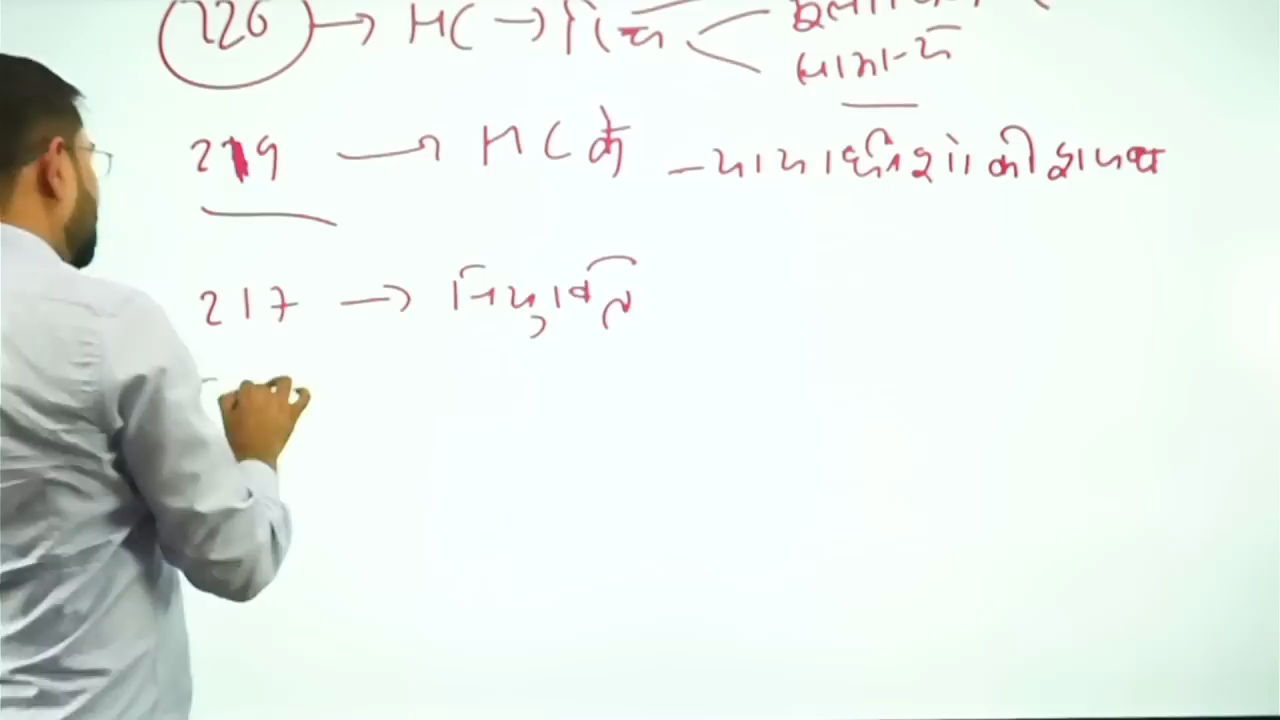 226 → HC → रिट
सामान्य
219 → HC के - न्यायाधीशों की शपथ
217 → नियुक्ति